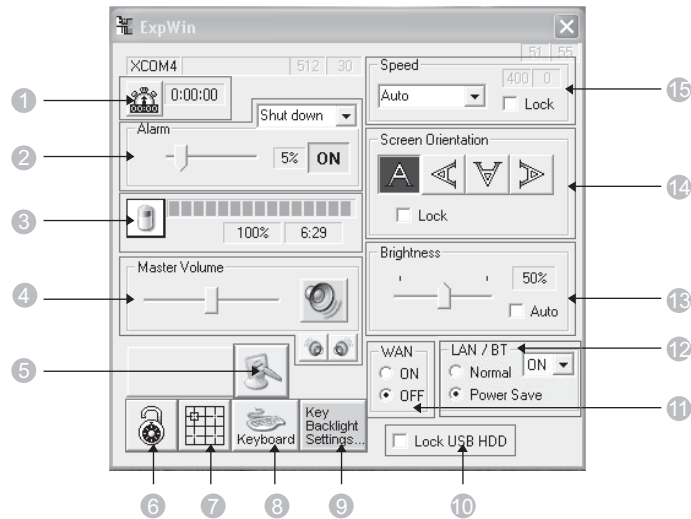 ExpWin
51 55
XCOM4 512 30
1
00:00
0:00:00
Shut down
2
Alarm
5% ON
3
100% 6:29
4
Master Volume
5
Keyboard
Key
Backlight
Settings...
6
7
8
9
Speed
400 0
Auto
Lock
15
Screen Orientation
A A A A
Lock
14
Brightness
50%
Auto
13
WAN
ON
OFF
11
LAN / BT
ON
Normal
Power Save
12
Lock USB HDD
10